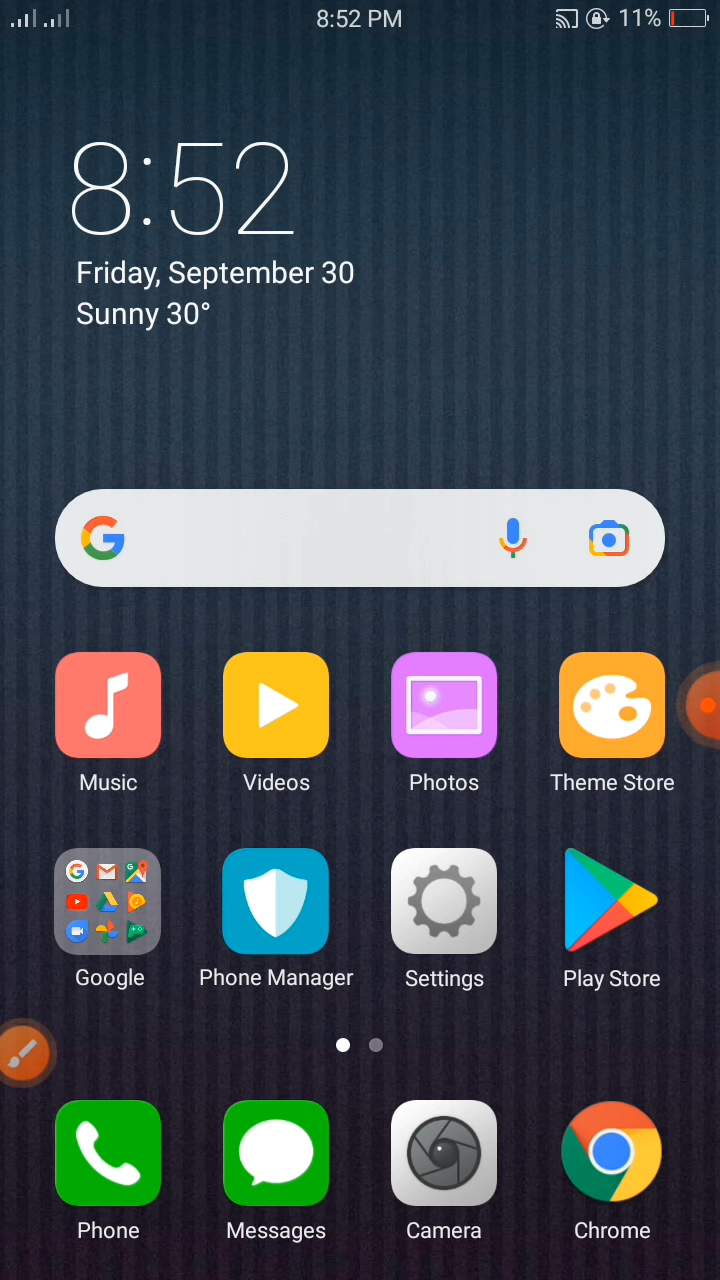 8:52 PM 11%
8:52
Friday, September 30
Sunny 30°
Music Videos Photos Theme Store
Google Phone Manager Settings Play Store
Phone Messages Camera Chrome